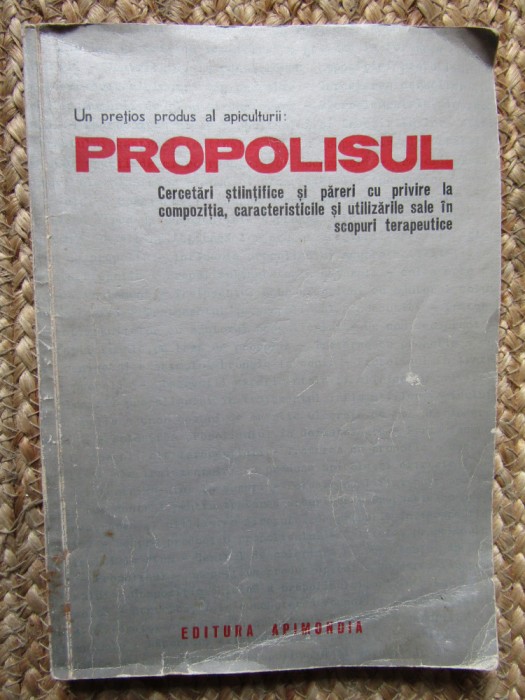 Un prețios produs al apiculturii:
PROPOLISUL
Cercetări științifice și păreri cu privire la
compoziția, caracteristicile și utilizările sale în
scopuri terapeutice
EDITURA APIMONDIA